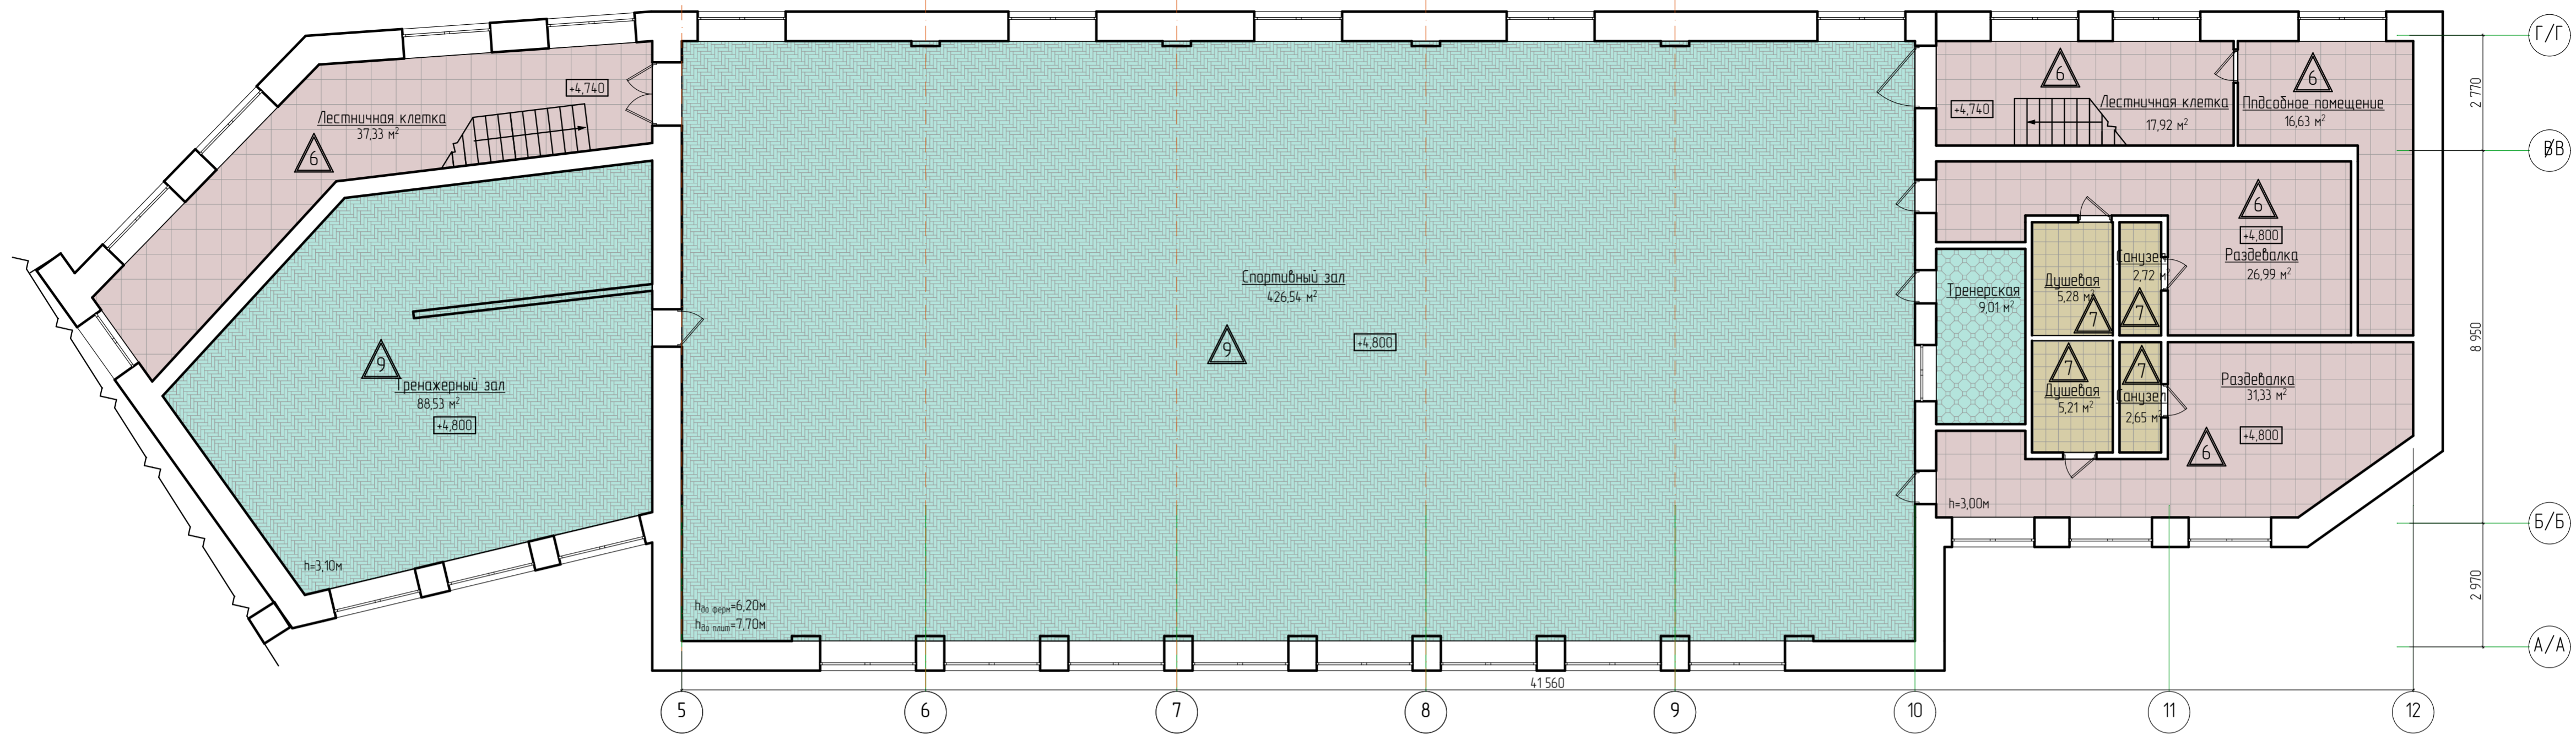 Г/Г
+4,740
6
6
Лестничная клетка
37,33 м²
6
+4,740
Лестничная клетка
17,92 м²
Ппдсобное помещение
16,63 м²
2 770
В/В
6
+4,800
Раздевалка
26,99 м²
Спортивный зал
426,54 м²
9
+4,800
Тренерская
9,01 м²
Душевая
5,28 м²
7
Санузел
2,72 м²
7
8 950
9
Тренажерный зал
88,53 м²
+4,800
7
Душевая
5,21 м²
7
Санузел
2,65 м²
Раздевалка
31,33 м²
+4,800
6
h=3,00м
Б/Б
h=3,10м
2 970
hдо ферм=6,20м
hдо плит=7,70м
А/А
41 560
5
6
7
8
9
10
11
12